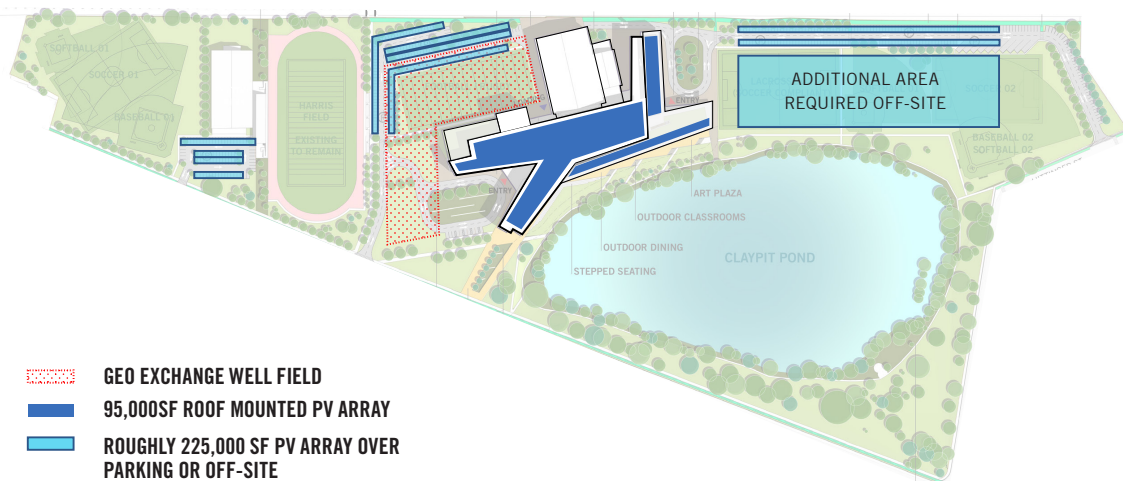 SOFTBALL 01
SOCCER 01
BASEBALL 01
HARRIS
FIELD
EXISTING
TO REMAIN
ENTRY
ENTRY
ADDITIONAL AREA
REQUIRED OFF-SITE
SOCCER 02
BASEBALL 02
SOFTBALL 02
ART PLAZA
OUTDOOR CLASSROOMS
OUTDOOR DINING
STEPPED SEATING
CLAYPIT POND
GEO EXCHANGE WELL FIELD
95,000SF ROOF MOUNTED PV ARRAY
ROUGHLY 225,000 SF PV ARRAY OVER
PARKING OR OFF-SITE